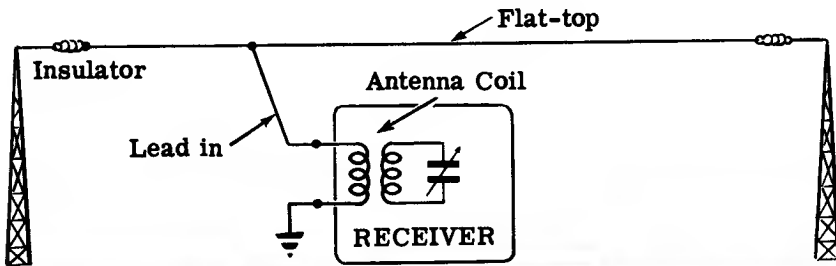 Flat-top
Insulator
Antenna Coil
Lead in
RECEIVER